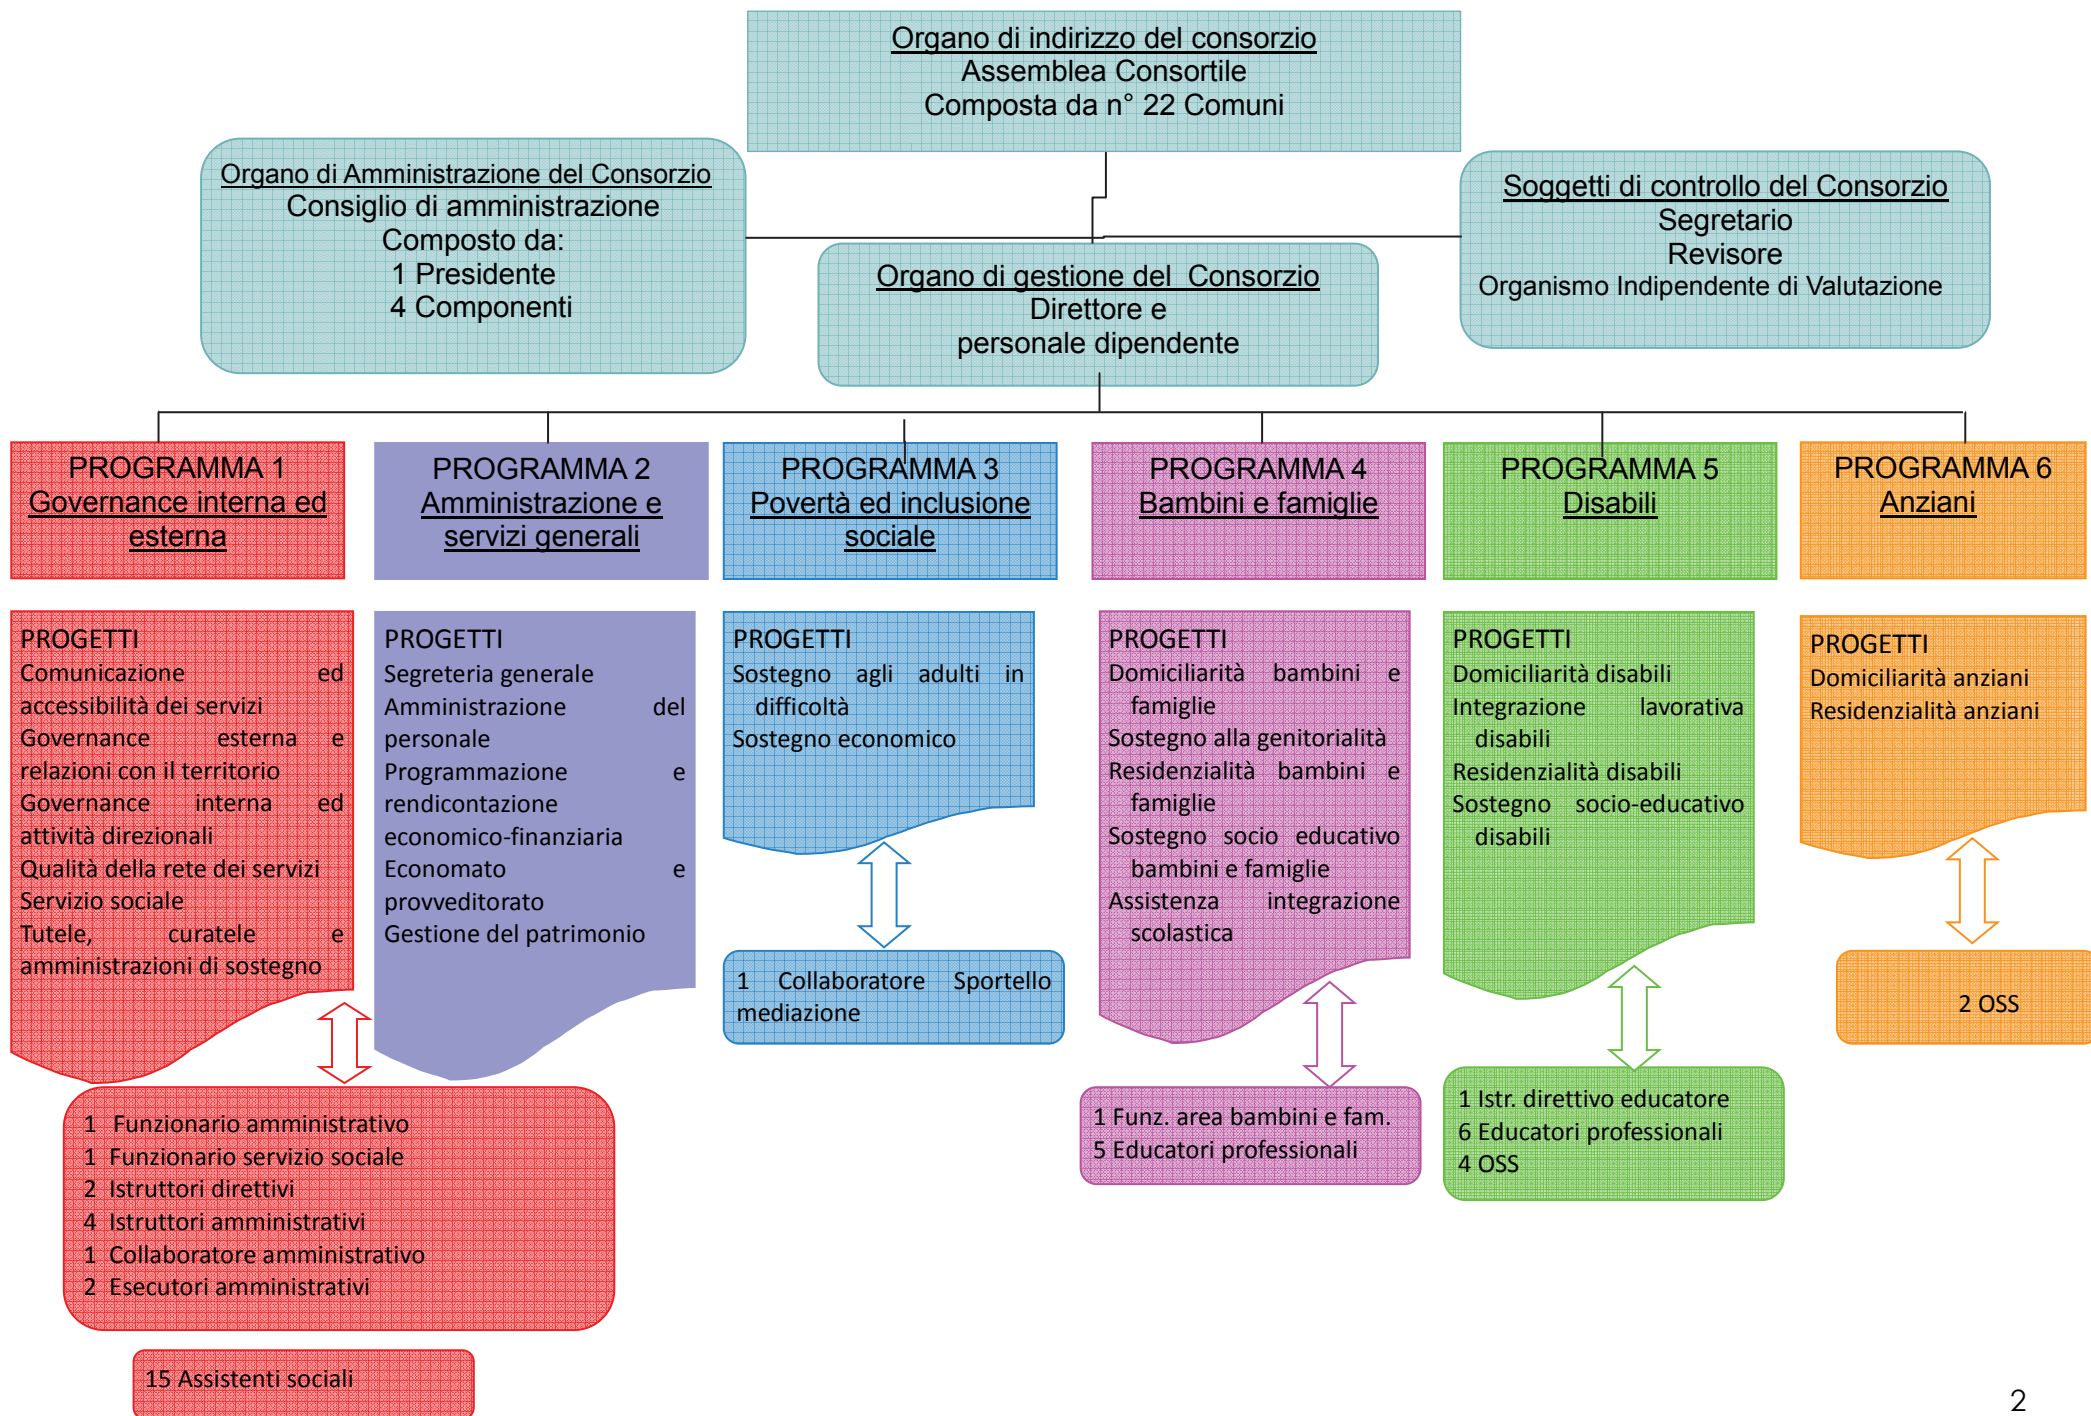 Organo di indirizzo del consorzio
Assemblea Consortile
Composta da n° 22 Comuni
Organo di Amministrazione del Consorzio
Consiglio di amministrazione
Composto da:
1 Presidente
4 Componenti
Soggetti di controllo del Consorzio
Segretario
Revisore
Organismo Indipendente di Valutazione
Organo di gestione del Consorzio
Direttore e
personale dipendente
PROGRAMMA 1
Governance interna ed
esterna
PROGRAMMA 2
Amministrazione e
servizi generali
PROGRAMMA 3
Povertà ed inclusione
sociale
PROGRAMMA 4
Bambini e famiglie
PROGRAMMA 5
Disabili
PROGRAMMA 6
Anziani
PROGETTI
Comunicazione ed
accessibilità dei servizi
Governance esterna e
relazioni con il territorio
Governance interna ed
attività direzionali
Qualità della rete dei servizi
Servizio sociale
Tutele, curatele e
amministrazioni di sostegno
PROGETTI
Segreteria generale
Amministrazione del
personale
Programmazione e
rendicontazione
economico-finanziaria
Economato e
provveditorato
Gestione del patrimonio
PROGETTI
Sostegno agli adulti in
difficoltà
Sostegno economico
PROGETTI
Domiciliarità bambini e
famiglie
Sostegno alla genitorialità
Residenzialità bambini e
famiglie
Sostegno socio educativo
bambini e famiglie
Assistenza integrazione
scolastica
PROGETTI
Domiciliarità disabili
Integrazione lavorativa
disabili
Residenzialità disabili
Sostegno socio-educativo
disabili
PROGETTI
Domiciliarità anziani
Residenzialità anziani
1 Funzionario amministrativo
1 Funzionario servizio sociale
2 Istruttori direttivi
4 Istruttori amministrativi
1 Collaboratore amministrativo
2 Esecutori amministrativi
15 Assistenti sociali
1 Collaboratore Sportello
mediazione
1 Funz. area bambini e fam.
5 Educatori professionali
1 Istr. direttivo educatore
6 Educatori professionali
4 OSS
2 OSS
2